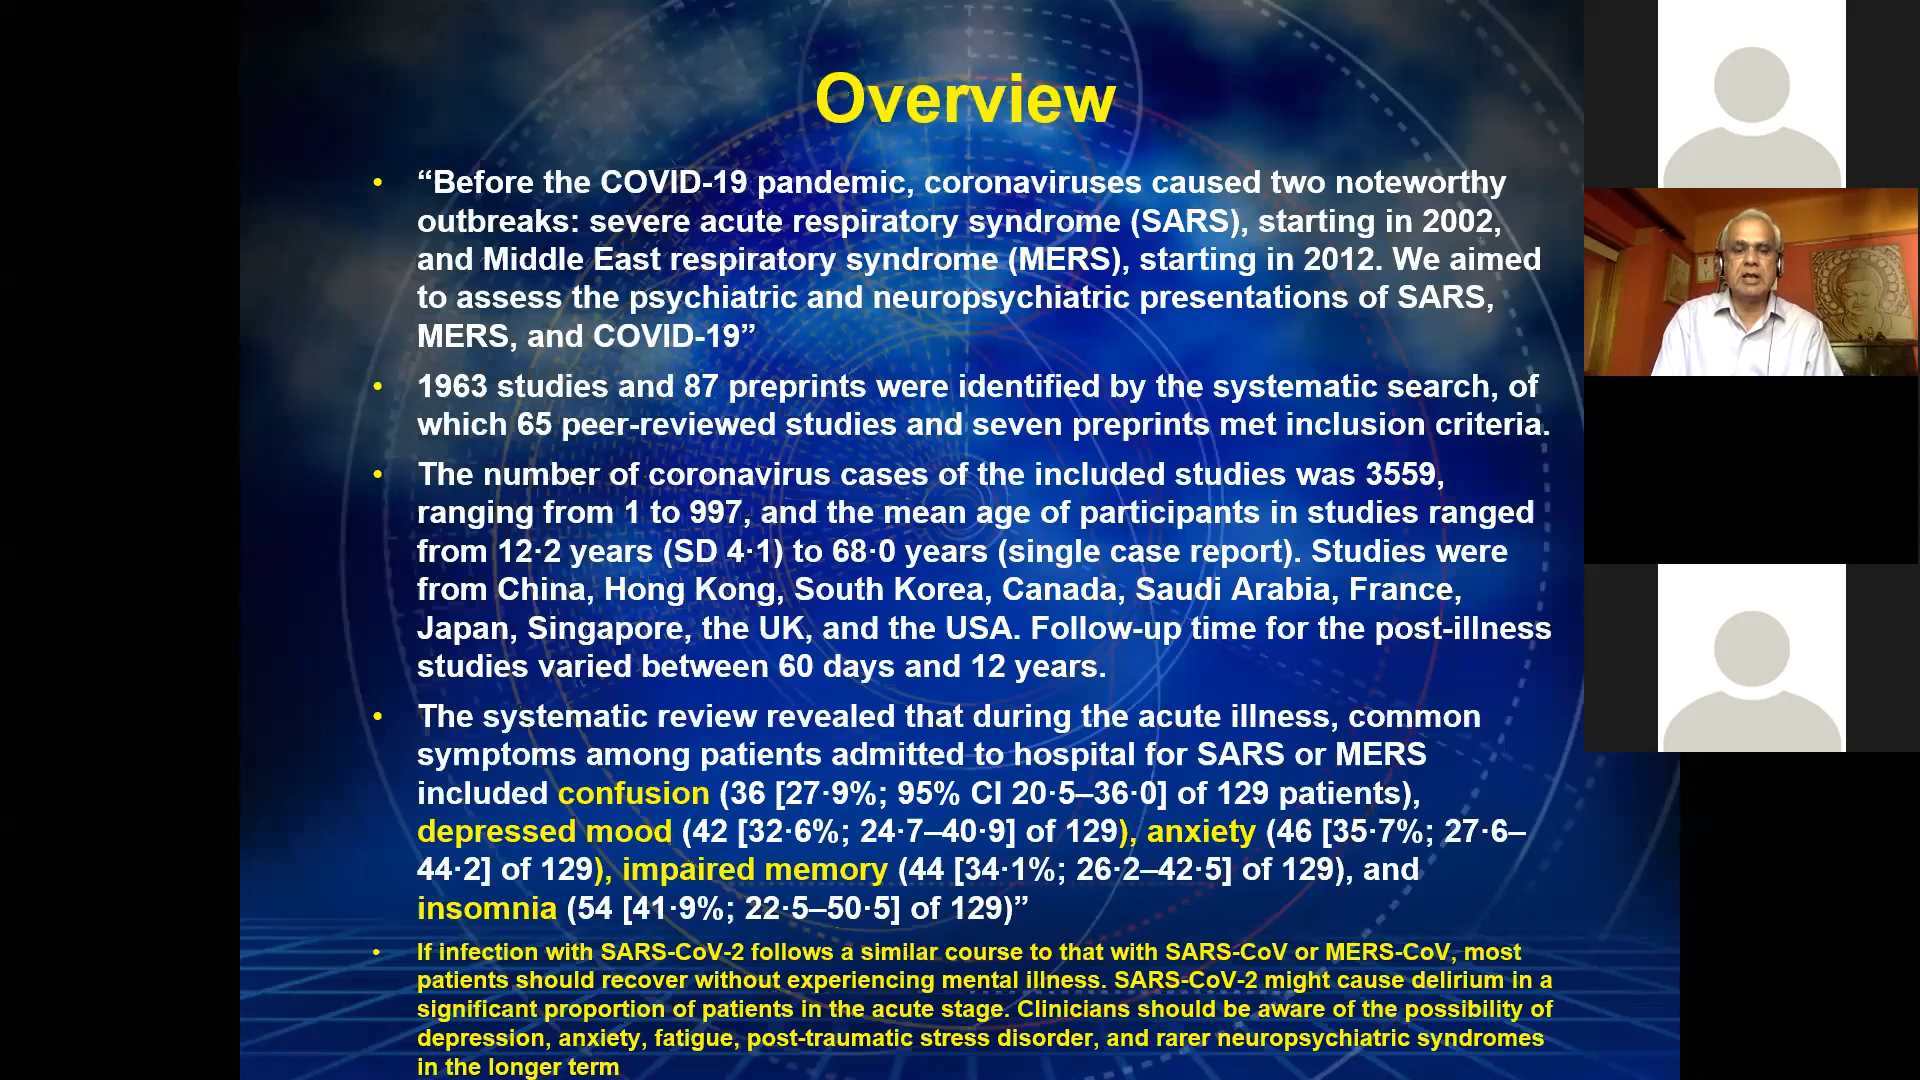 Overview
• “Before the COVID-19 pandemic, coronaviruses caused two noteworthy
outbreaks: severe acute respiratory syndrome (SARS), starting in 2002,
and Middle East respiratory syndrome (MERS), starting in 2012. We aimed
to assess the psychiatric and neuropsychiatric presentations of SARS,
MERS, and COVID-19”
• 1963 studies and 87 preprints were identified by the systematic search, of
which 65 peer-reviewed studies and seven preprints met inclusion criteria.
• The number of coronavirus cases of the included studies was 3559,
ranging from 1 to 997, and the mean age of participants in studies ranged
from 12·2 years (SD 4·1) to 68·0 years (single case report). Studies were
from China, Hong Kong, South Korea, Canada, Saudi Arabia, France,
Japan, Singapore, the UK, and the USA. Follow-up time for the post-illness
studies varied between 60 days and 12 years.
• The systematic review revealed that during the acute illness, common
symptoms among patients admitted to hospital for SARS or MERS
included confusion (36 [27·9%; 95% CI 20·5–36·0] of 129 patients),
depressed mood (42 [32·6%; 24·7–40·9] of 129), anxiety (46 [35·7%; 27·6–
44·2] of 129), impaired memory (44 [34·1%; 26·2–42·5] of 129), and
insomnia (54 [41·9%; 22·5–50·5] of 129)”
• If infection with SARS-CoV-2 follows a similar course to that with SARS-CoV or MERS-CoV, most
patients should recover without experiencing mental illness. SARS-CoV-2 might cause delirium in a
significant proportion of patients in the acute stage. Clinicians should be aware of the possibility of
depression, anxiety, fatigue, post-traumatic stress disorder, and rarer neuropsychiatric syndromes
in the longer term